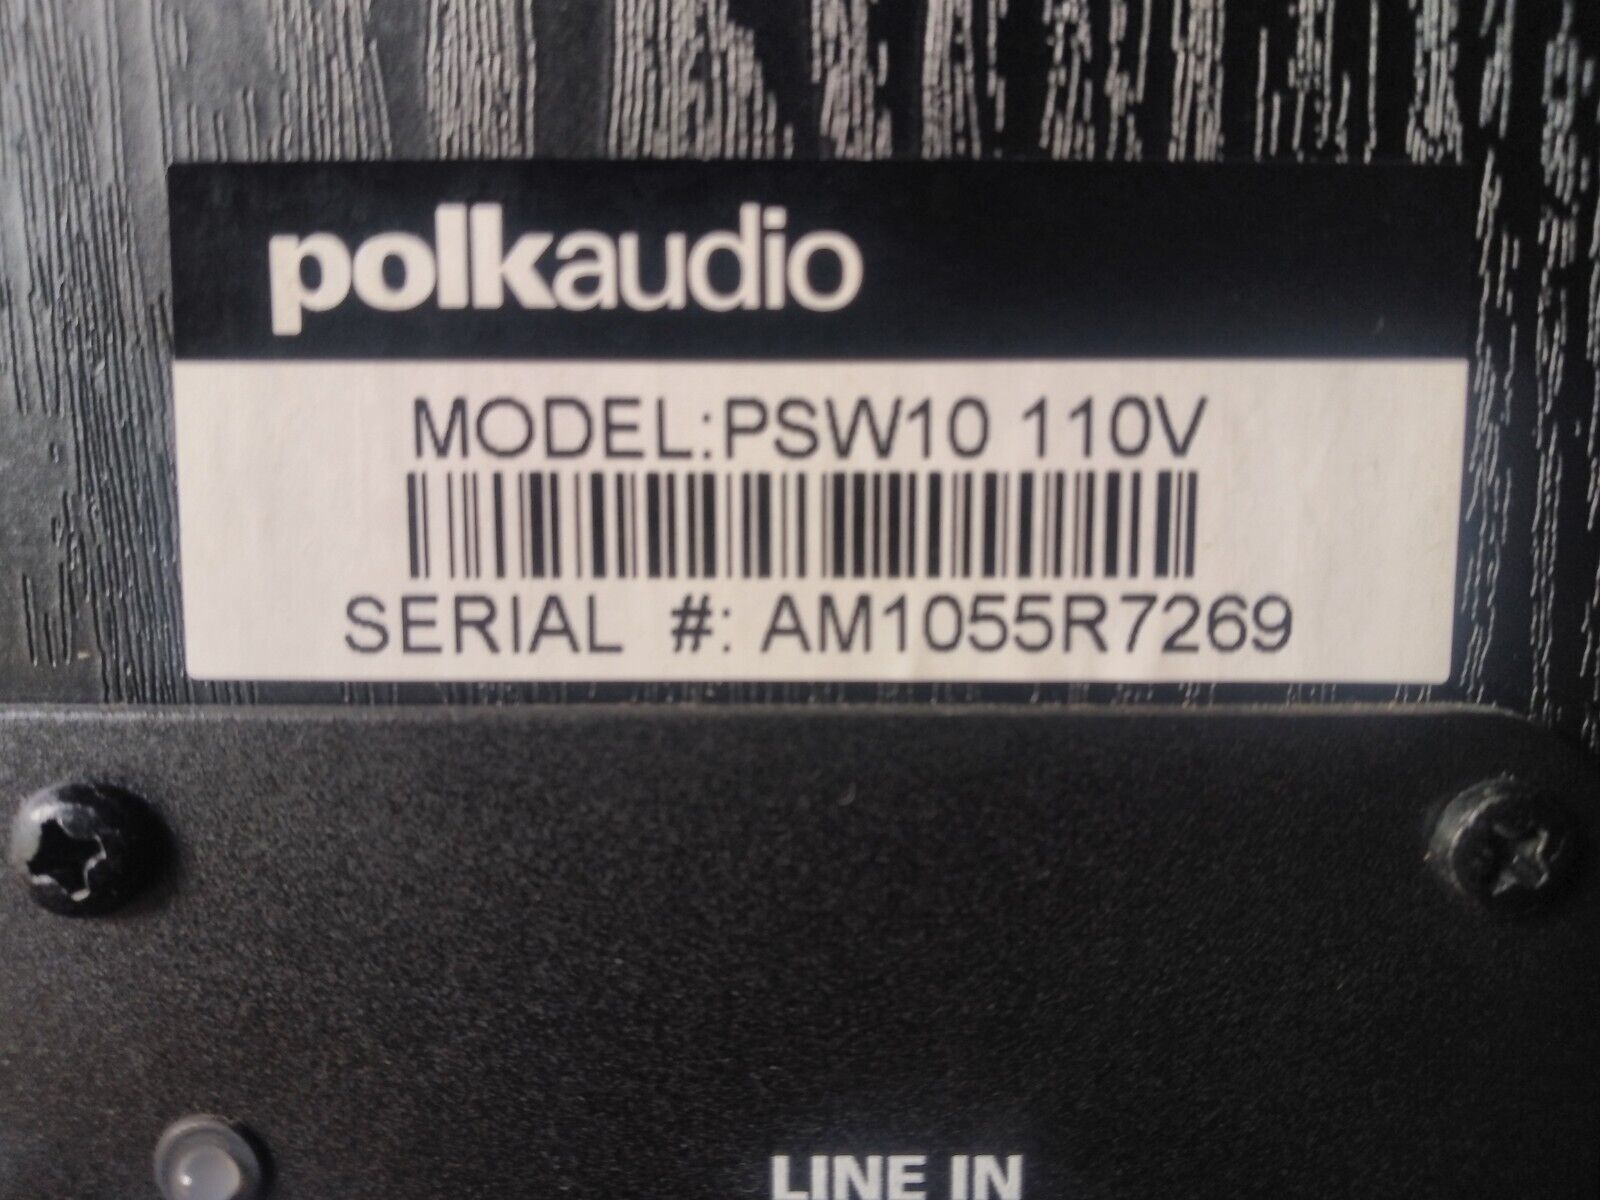 polkaudio
MODEL:PSW10 110V
SERIAL #: AM1055R7269
LINE IN